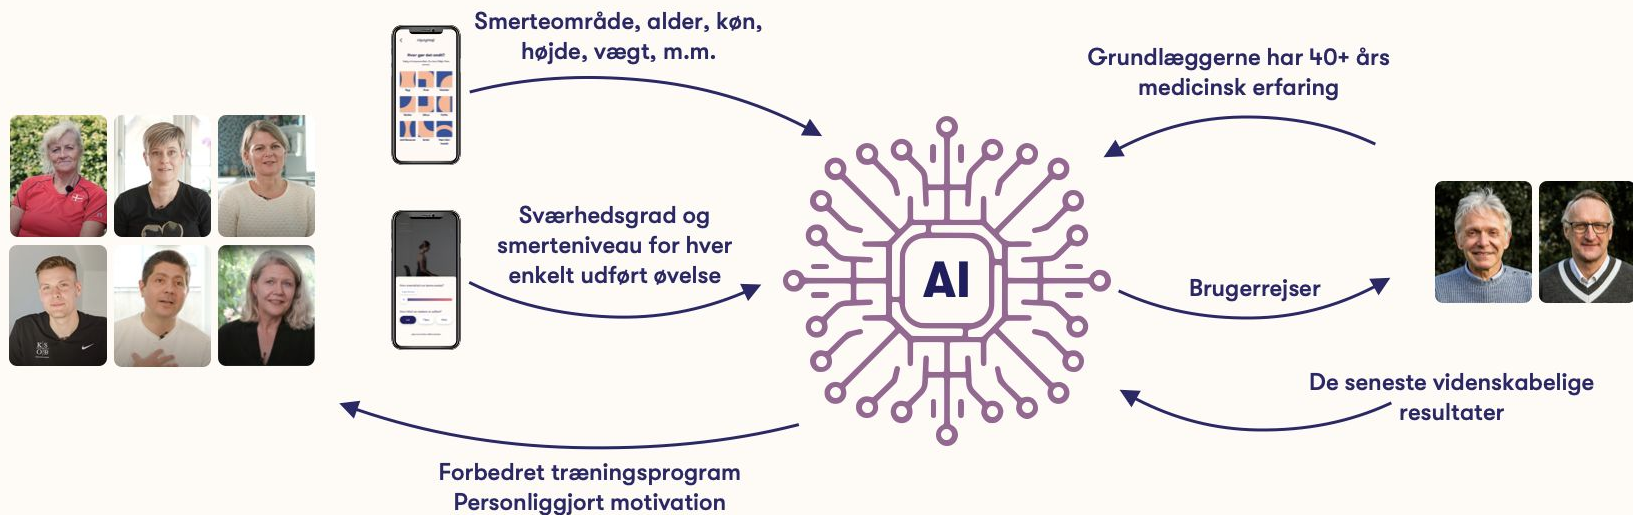 Smerteområde, alder, køn,
højde, vægt, m.m.
Grundlæggerne har 40+ års
medicinsk erfaring
Sværhedsgrad og
smerteniveau for hver
enkelt udført øvelse
AI
Brugerrejser
De seneste videnskabelige
resultater
Forbedret træningsprogram
Personliggjort motivation